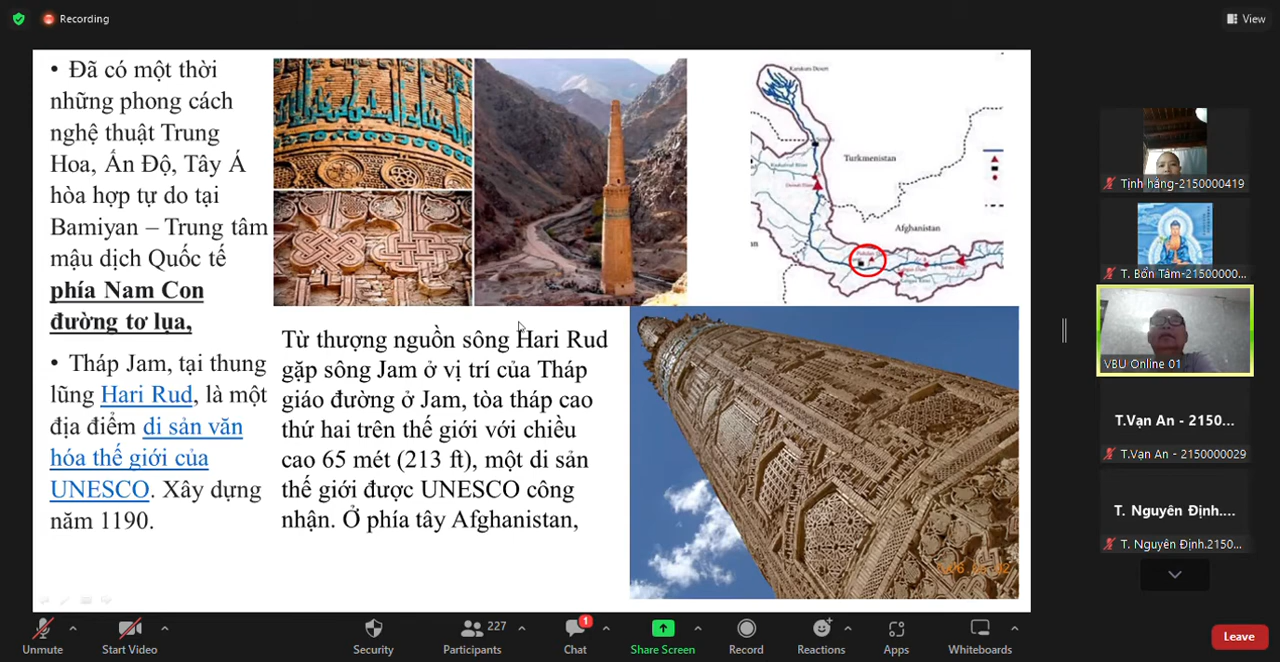 Recording
View
• Đã có một thời
những phong cách
nghệ thuật Trung
Hoa, Ấn Độ, Tây Á
hòa hợp tự do tại
Bamiyan – Trung tâm
mậu dịch Quốc tế
phía Nam Con
đường tơ lụa,
• Tháp Jam, tại thung
lũng Hari Rud, là một
địa điểm di sản văn
hóa thế giới của
UNESCO. Xây dựng
năm 1190.
Karakum Desert
Turkmenistan
Afghanistan
Từ thượng nguồn sông Hari Rud
gặp sông Jam ở vị trí của Tháp
giáo đường ở Jam, tòa tháp cao
thứ hai trên thế giới với chiều
cao 65 mét (213 ft), một di sản
thế giới được UNESCO công
nhận. Ở phía tây Afghanistan,
Tịnh hằng-2150000419
T. Bổn Tâm-21500000...
VBU Online 01
T.Vạn An - 2150...
T.Vạn An - 2150000029
T. Nguyên Định....
T. Nguyên Định.2150...
Unmute
Start Video
Security
227
Participants
1
Chat
Share Screen
Record
Reactions
Apps
Whiteboards
Leave